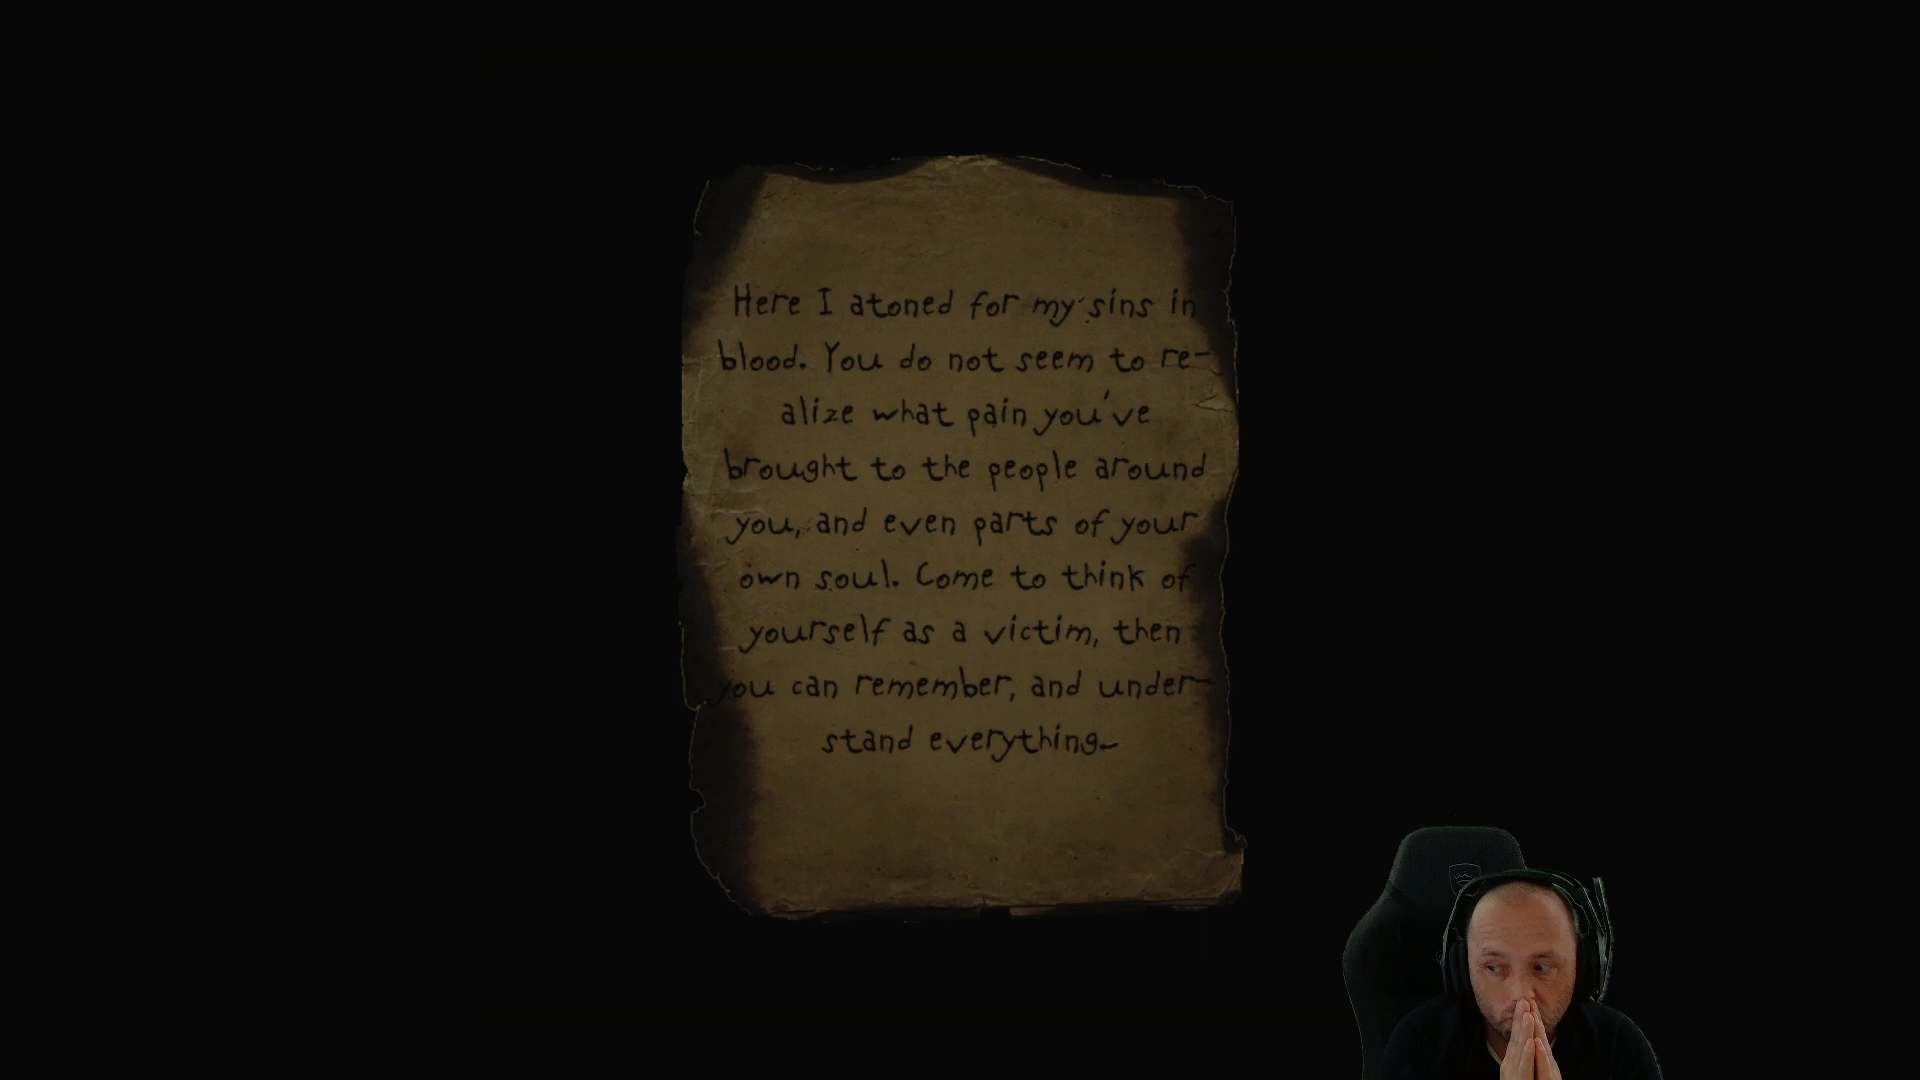 Here I atoned for my sins in
blood. You do not seem to re-
alize what pain you've
brought to the people around
you, and even parts of your
own soul. Come to think of
yourself as a victim, then
you can remember, and under-
stand everything~